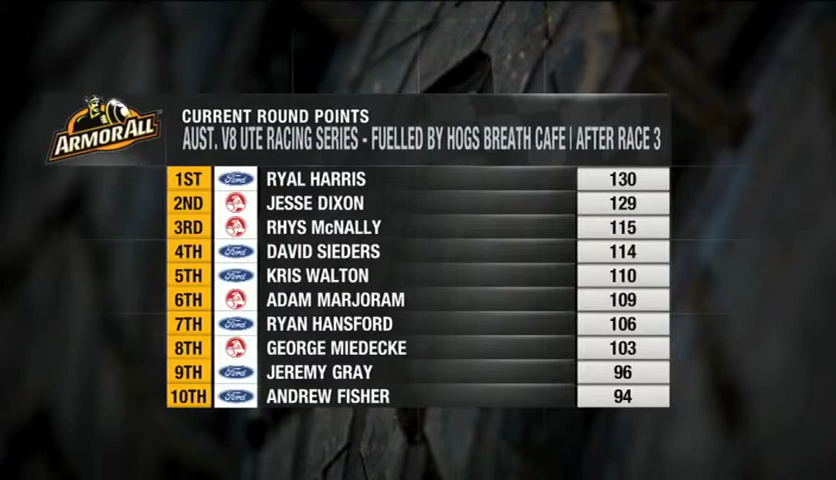 ARMOR ALL
CURRENT ROUND POINTS
AUST. V8 UTE RACING SERIES - FUELLED BY HOGS BREATH CAFE | AFTER RACE 3
1ST Ford RYAL HARRIS 130
2ND JESSE DIXON 129
3RD RHYS McNALLY 115
4TH Ford DAVID SIEDERS 114
5TH Ford KRIS WALTON 110
6TH ADAM MARJORAM 109
7TH Ford RYAN HANSFORD 106
8TH GEORGE MIEDECKE 103
9TH Ford JEREMY GRAY 96
10TH Ford ANDREW FISHER 94